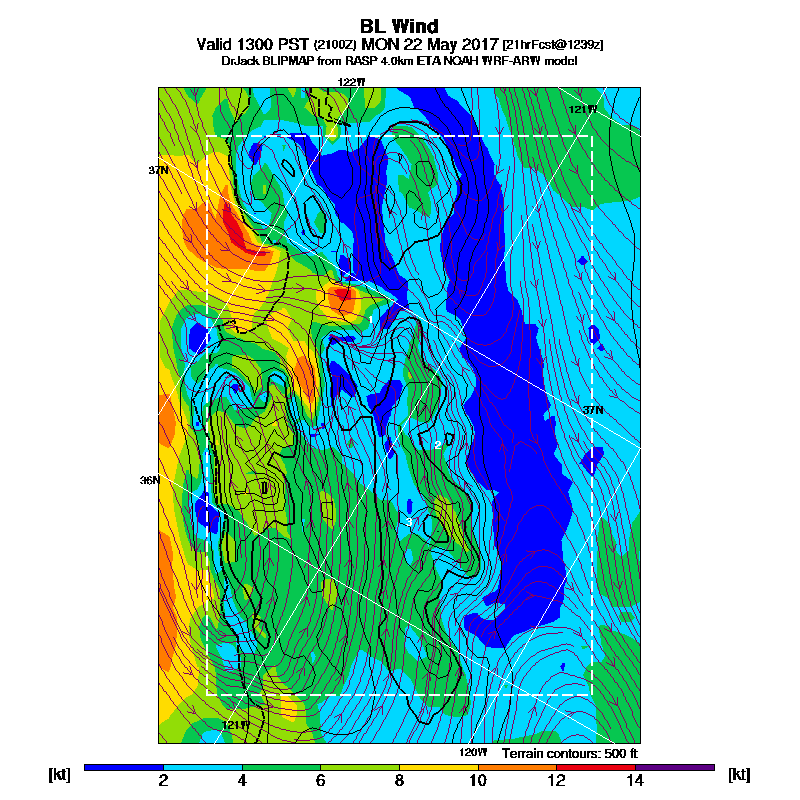 BL Wind
Valid 1300 PST (2100Z) MON 22 May 2017 [21hrFcst@1239z]
DrJack BLIPMAP from RASP 4.0km ETA NOAH WRF-ARW model
122W
121W
37N
1
37N
2
36N
3
121W
120W
Terrain contours: 500 ft
[kt] 2 4 6 8 10 12 14 [kt]